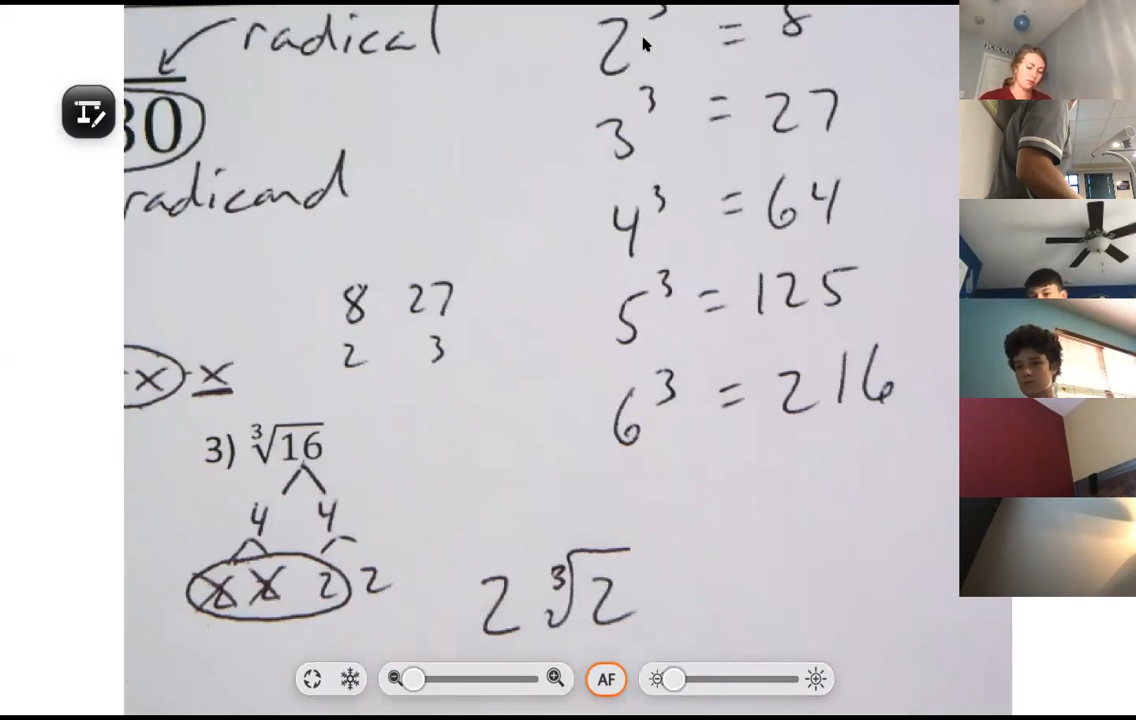 radical
30
radicand
2³ = 8
3³ = 27
4³ = 64
5³ = 125
6³ = 216
8 27
2 3
x · x
3) ∛16
4 4
2 2 2 2
2 ∛2
AF